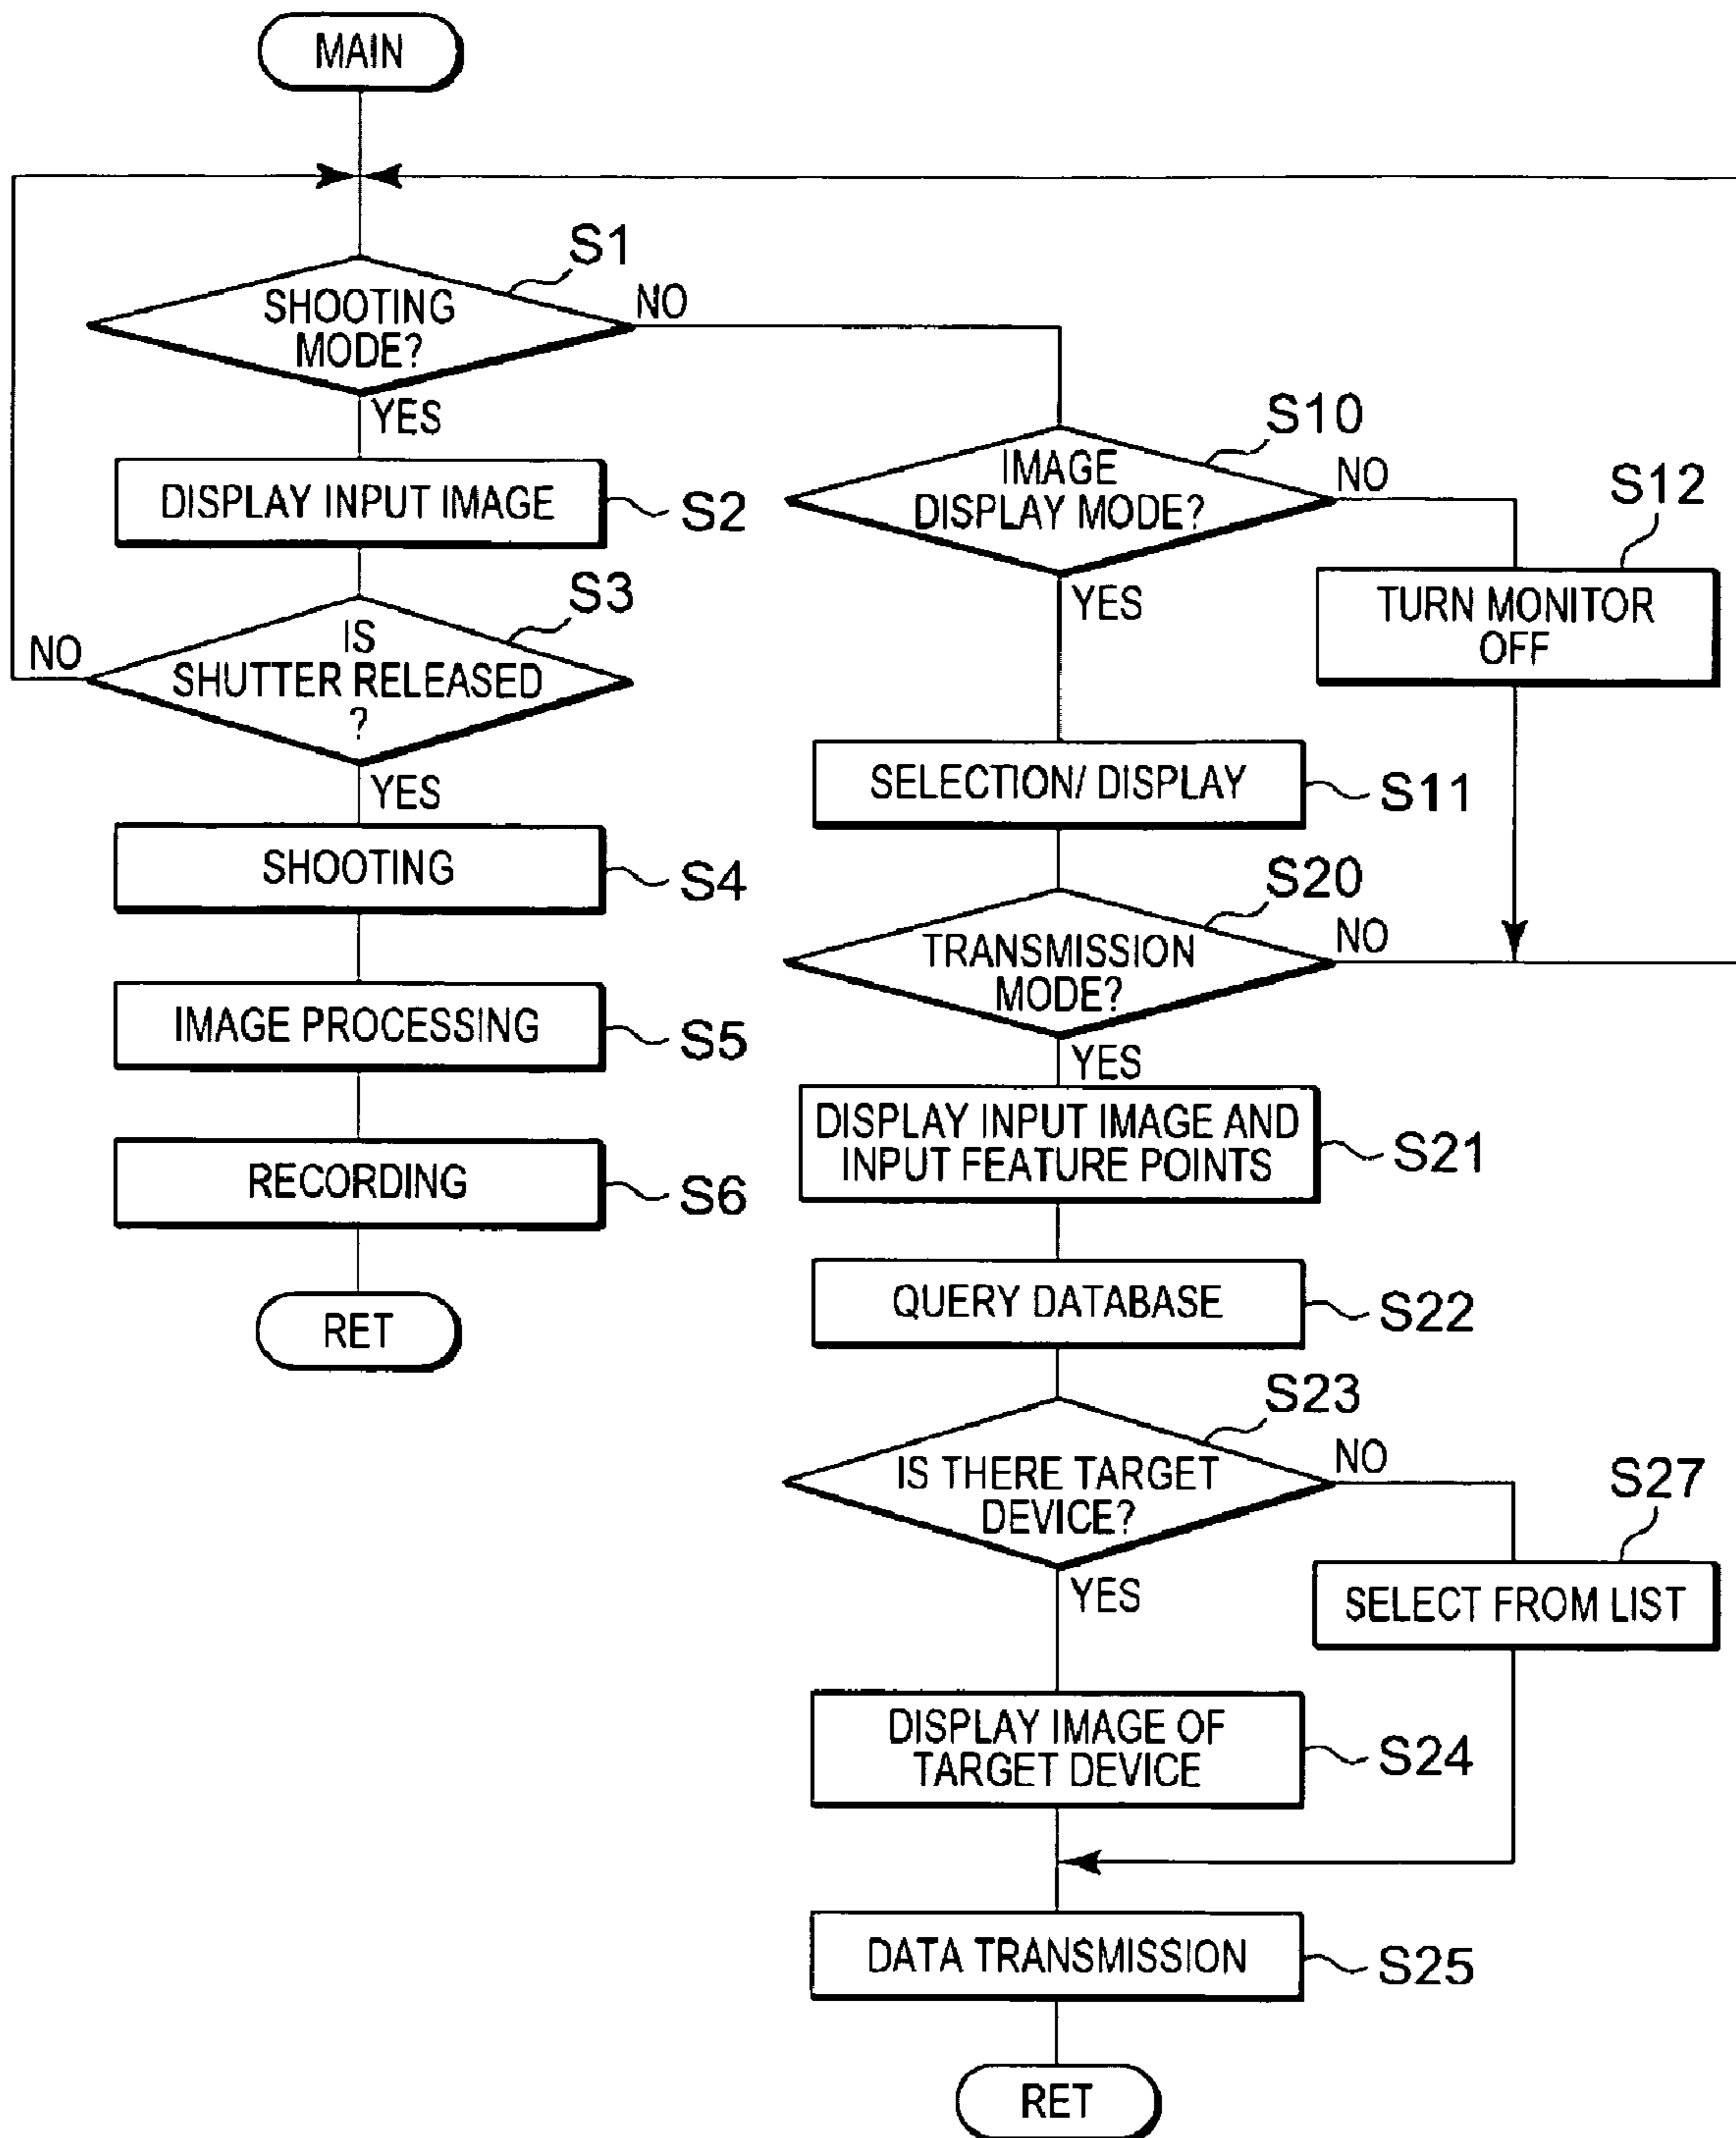 MAIN
S1
SHOOTING
MODE?
NO
YES
DISPLAY INPUT IMAGE
S2
S3
IS
SHUTTER RELEASED
?
NO
YES
SHOOTING
S4
IMAGE PROCESSING
S5
RECORDING
S6
RET
S10
IMAGE
DISPLAY MODE?
NO
S12
TURN MONITOR
OFF
YES
SELECTION/ DISPLAY
S11
S20
TRANSMISSION
MODE?
NO
YES
DISPLAY INPUT IMAGE AND
INPUT FEATURE POINTS
S21
QUERY DATABASE
S22
S23
IS THERE TARGET
DEVICE?
NO
S27
SELECT FROM LIST
YES
DISPLAY IMAGE OF
TARGET DEVICE
S24
DATA TRANSMISSION
S25
RET